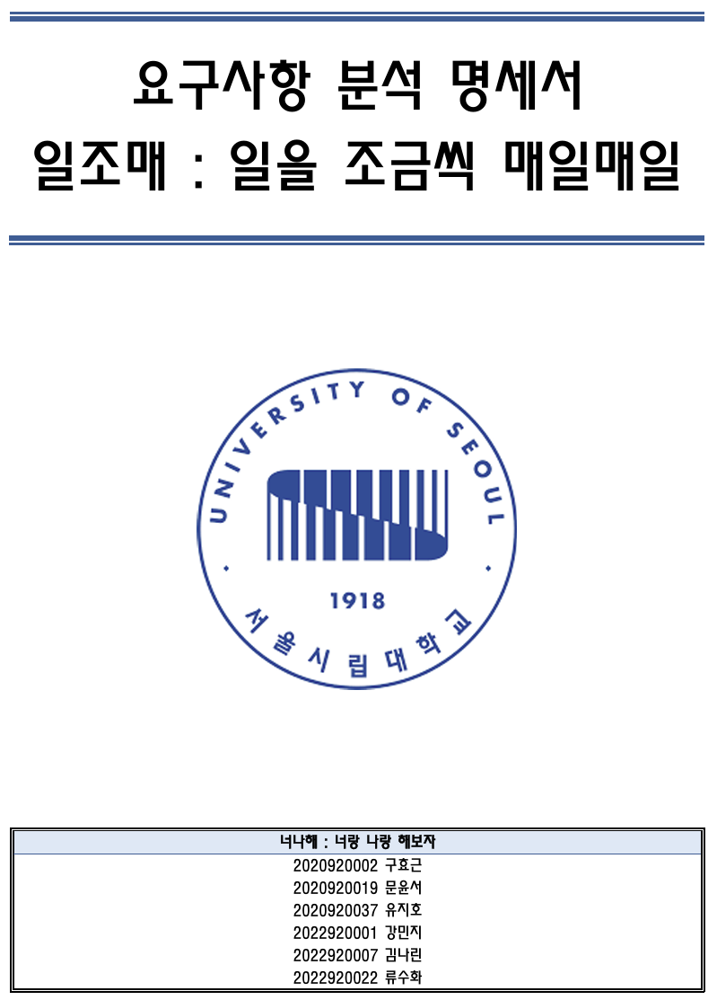 요구사항 분석 명세서
일조매 : 일을 조금씩 매일매일
UNIVERSITY OF SEOUL
1918
서울시립대학교
너나해 : 너랑 나랑 해보자
2020920002 구효근
2020920019 문윤서
2020920037 유지호
2022920001 강민지
2022920007 김나린
2022920022 류수화